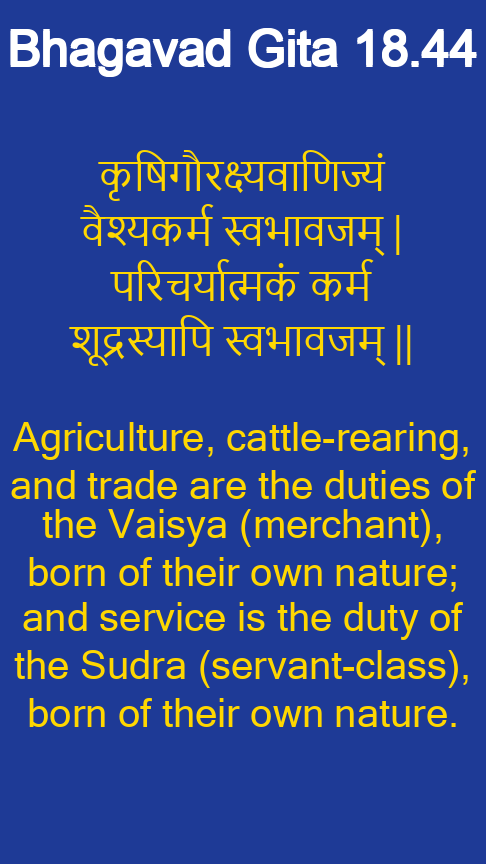 Bhagavad Gita 18.44
कृषिगौरक्ष्यवाणिज्यं
वैश्यकर्म स्वभावजम् |
परिचर्यात्मकं कर्म
शूद्रस्यापि स्वभावजम् ||
Agriculture, cattle-rearing,
and trade are the duties of
the Vaisya (merchant),
born of their own nature;
and service is the duty of
the Sudra (servant-class),
born of their own nature.